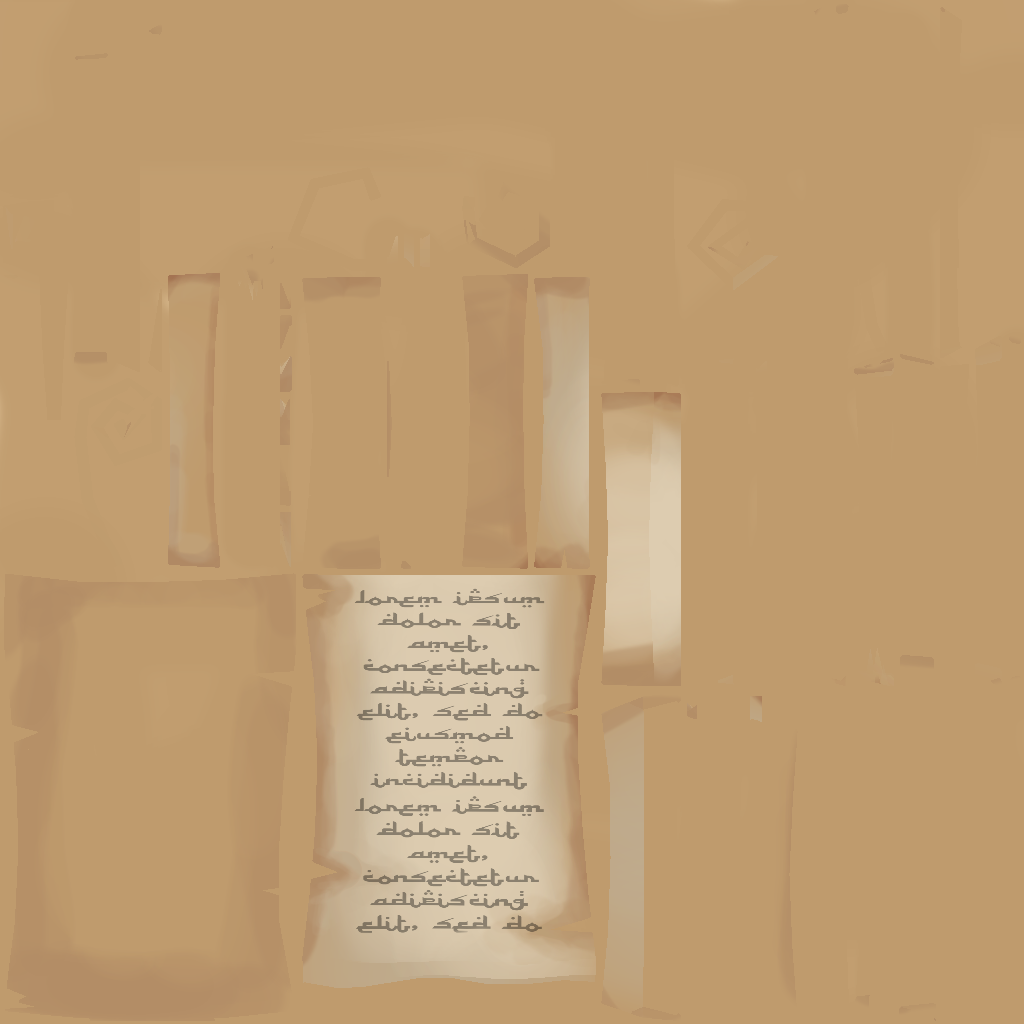 lorem ipsum
dolor sit
amet,
consectetur
adipiscing
elit, sed do
eiusmod
tempor
incididunt
lorem ipsum
dolor sit
amet,
consectetur
adipiscing
elit, sed do